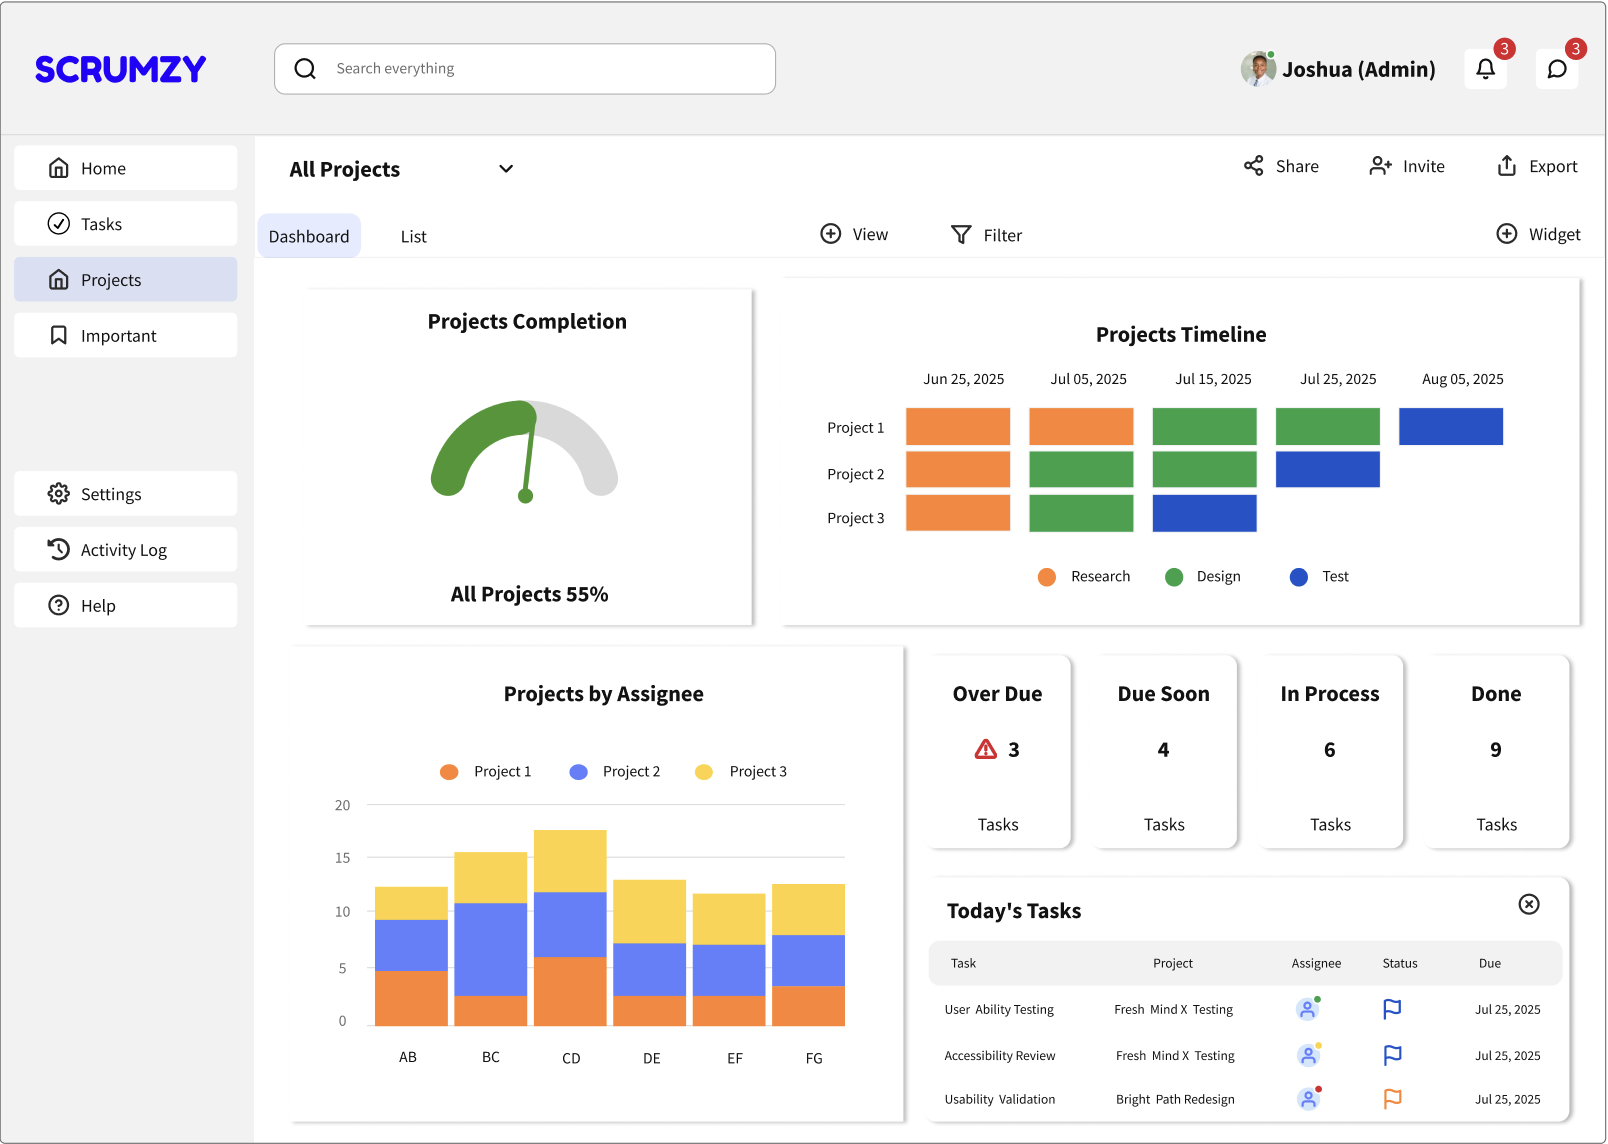 SCRUMZY
Search everything
Joshua (Admin)
3
3
Home
Tasks
Projects
Important
Settings
Activity Log
Help
All Projects
Share
Invite
Export
Dashboard
List
View
Filter
Widget
Projects Completion
All Projects 55%
Projects Timeline
Jun 25, 2025 Jul 05, 2025 Jul 15, 2025 Jul 25, 2025 Aug 05, 2025
Project 1
Project 2
Project 3
Research Design Test
Projects by Assignee
Project 1 Project 2 Project 3
20
15
10
5
0
AB BC CD DE EF FG
Over Due
3
Tasks
Due Soon
4
Tasks
In Process
6
Tasks
Done
9
Tasks
Today's Tasks
Task Project Assignee Status Due
User Ability Testing Fresh Mind X Testing Jul 25, 2025
Accessibility Review Fresh Mind X Testing Jul 25, 2025
Usability Validation Bright Path Redesign Jul 25, 2025